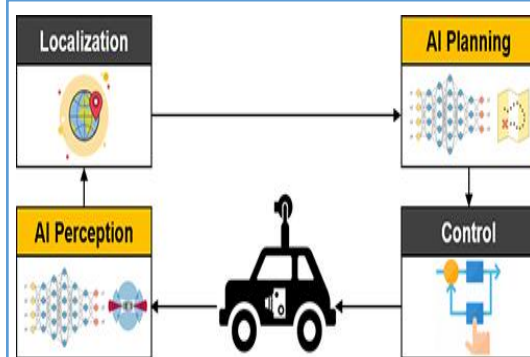 Localization
AI Planning
AI Perception
Control